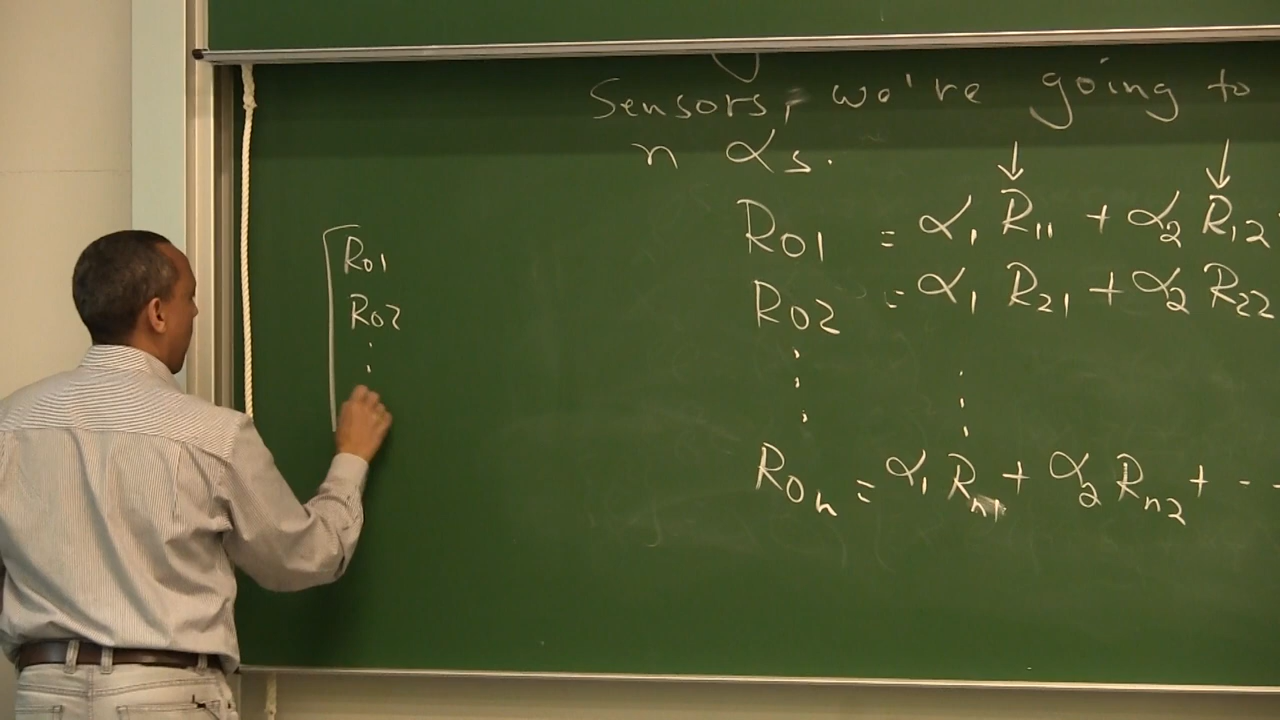 Sensors, we're going to
n αs.
R01 = α1 R11 + α2 R12
R02 = α1 R21 + α2 R22
⋮ ⋮
R0n = α1 Rn1 + α2 Rn2 + --
R01
R02
⋮